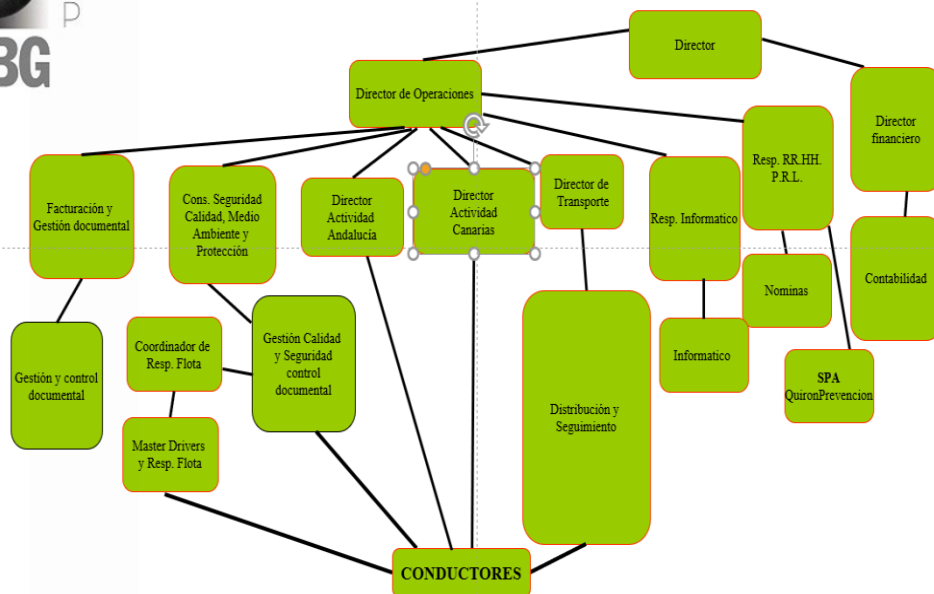 P
BG
Director
Director de Operaciones
Director
financiero
Resp. RR.HH.
P.R.L.
Facturación y
Gestión documental
Cons. Seguridad
Calidad, Medio
Ambiente y
Protección
Director
Actividad
Andalucía
Director
Actividad
Canarias
Director de
Transporte
Resp. Informatico
Contabilidad
Nominas
Gestión y control
documental
Coordinador de
Resp. Flota
Gestión Calidad
y Seguridad
control
documental
Informatico
SPA
QuironPrevencion
Distribución y
Seguimiento
Master Drivers
y Resp. Flota
CONDUCTORES